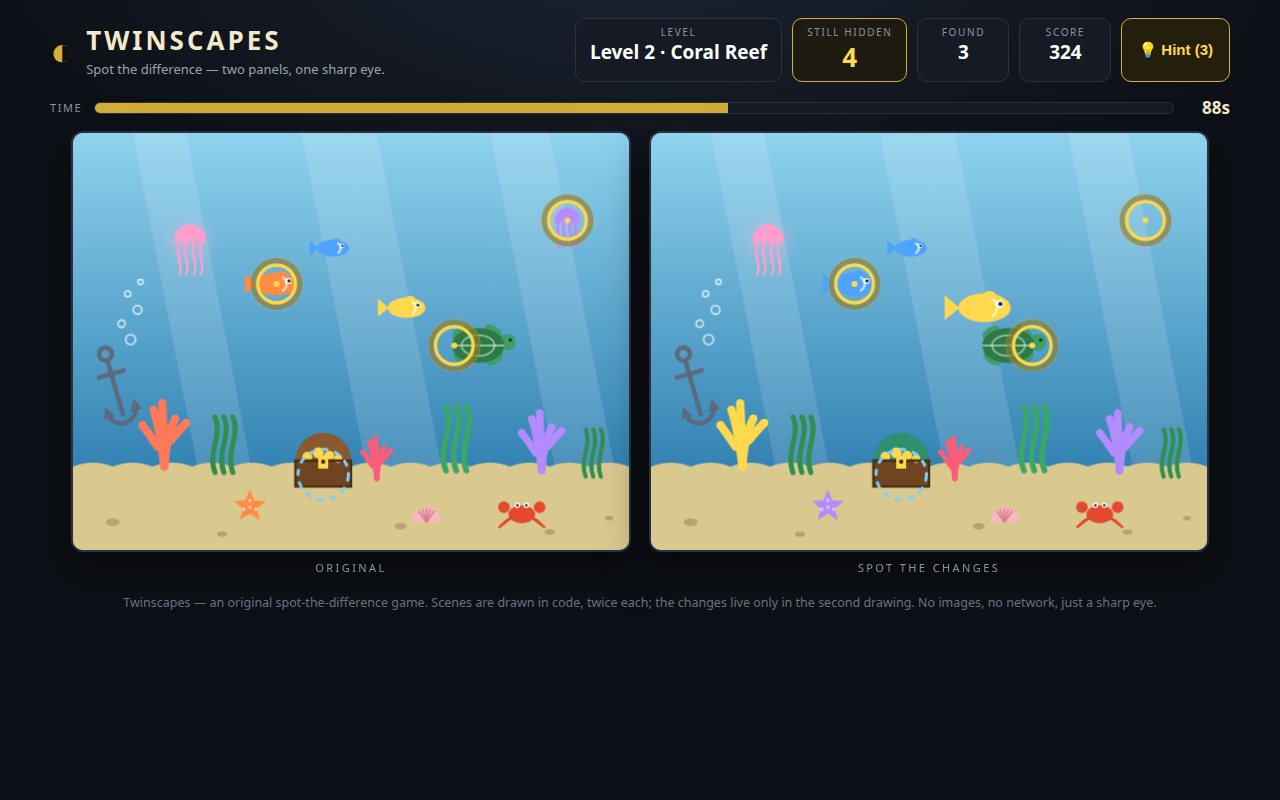 TWINSCAPES
Spot the difference — two panels, one sharp eye.
LEVEL
Level 2 · Coral Reef
STILL HIDDEN
4
FOUND
3
SCORE
324
💡 Hint (3)
TIME
88s
ORIGINAL
SPOT THE CHANGES
Twinscapes — an original spot-the-difference game. Scenes are drawn in code, twice each; the changes live only in the second drawing. No images, no network, just a sharp eye.